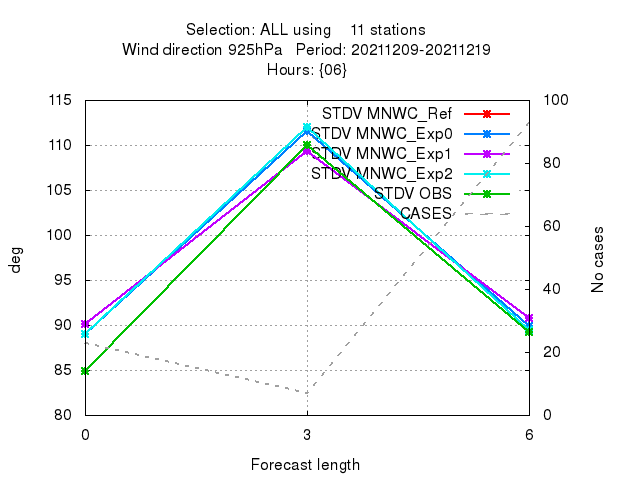 Selection: ALL using    11 stations
Wind direction 925hPa   Period: 20211209-20211219
Hours: {06}
115
110
105
100
95
90
85
80
100
80
60
40
20
0
deg
No cases
STDV MNWC_Ref
STDV MNWC_Exp0
STDV MNWC_Exp1
STDV MNWC_Exp2
STDV OBS
CASES
0 3 6
Forecast length